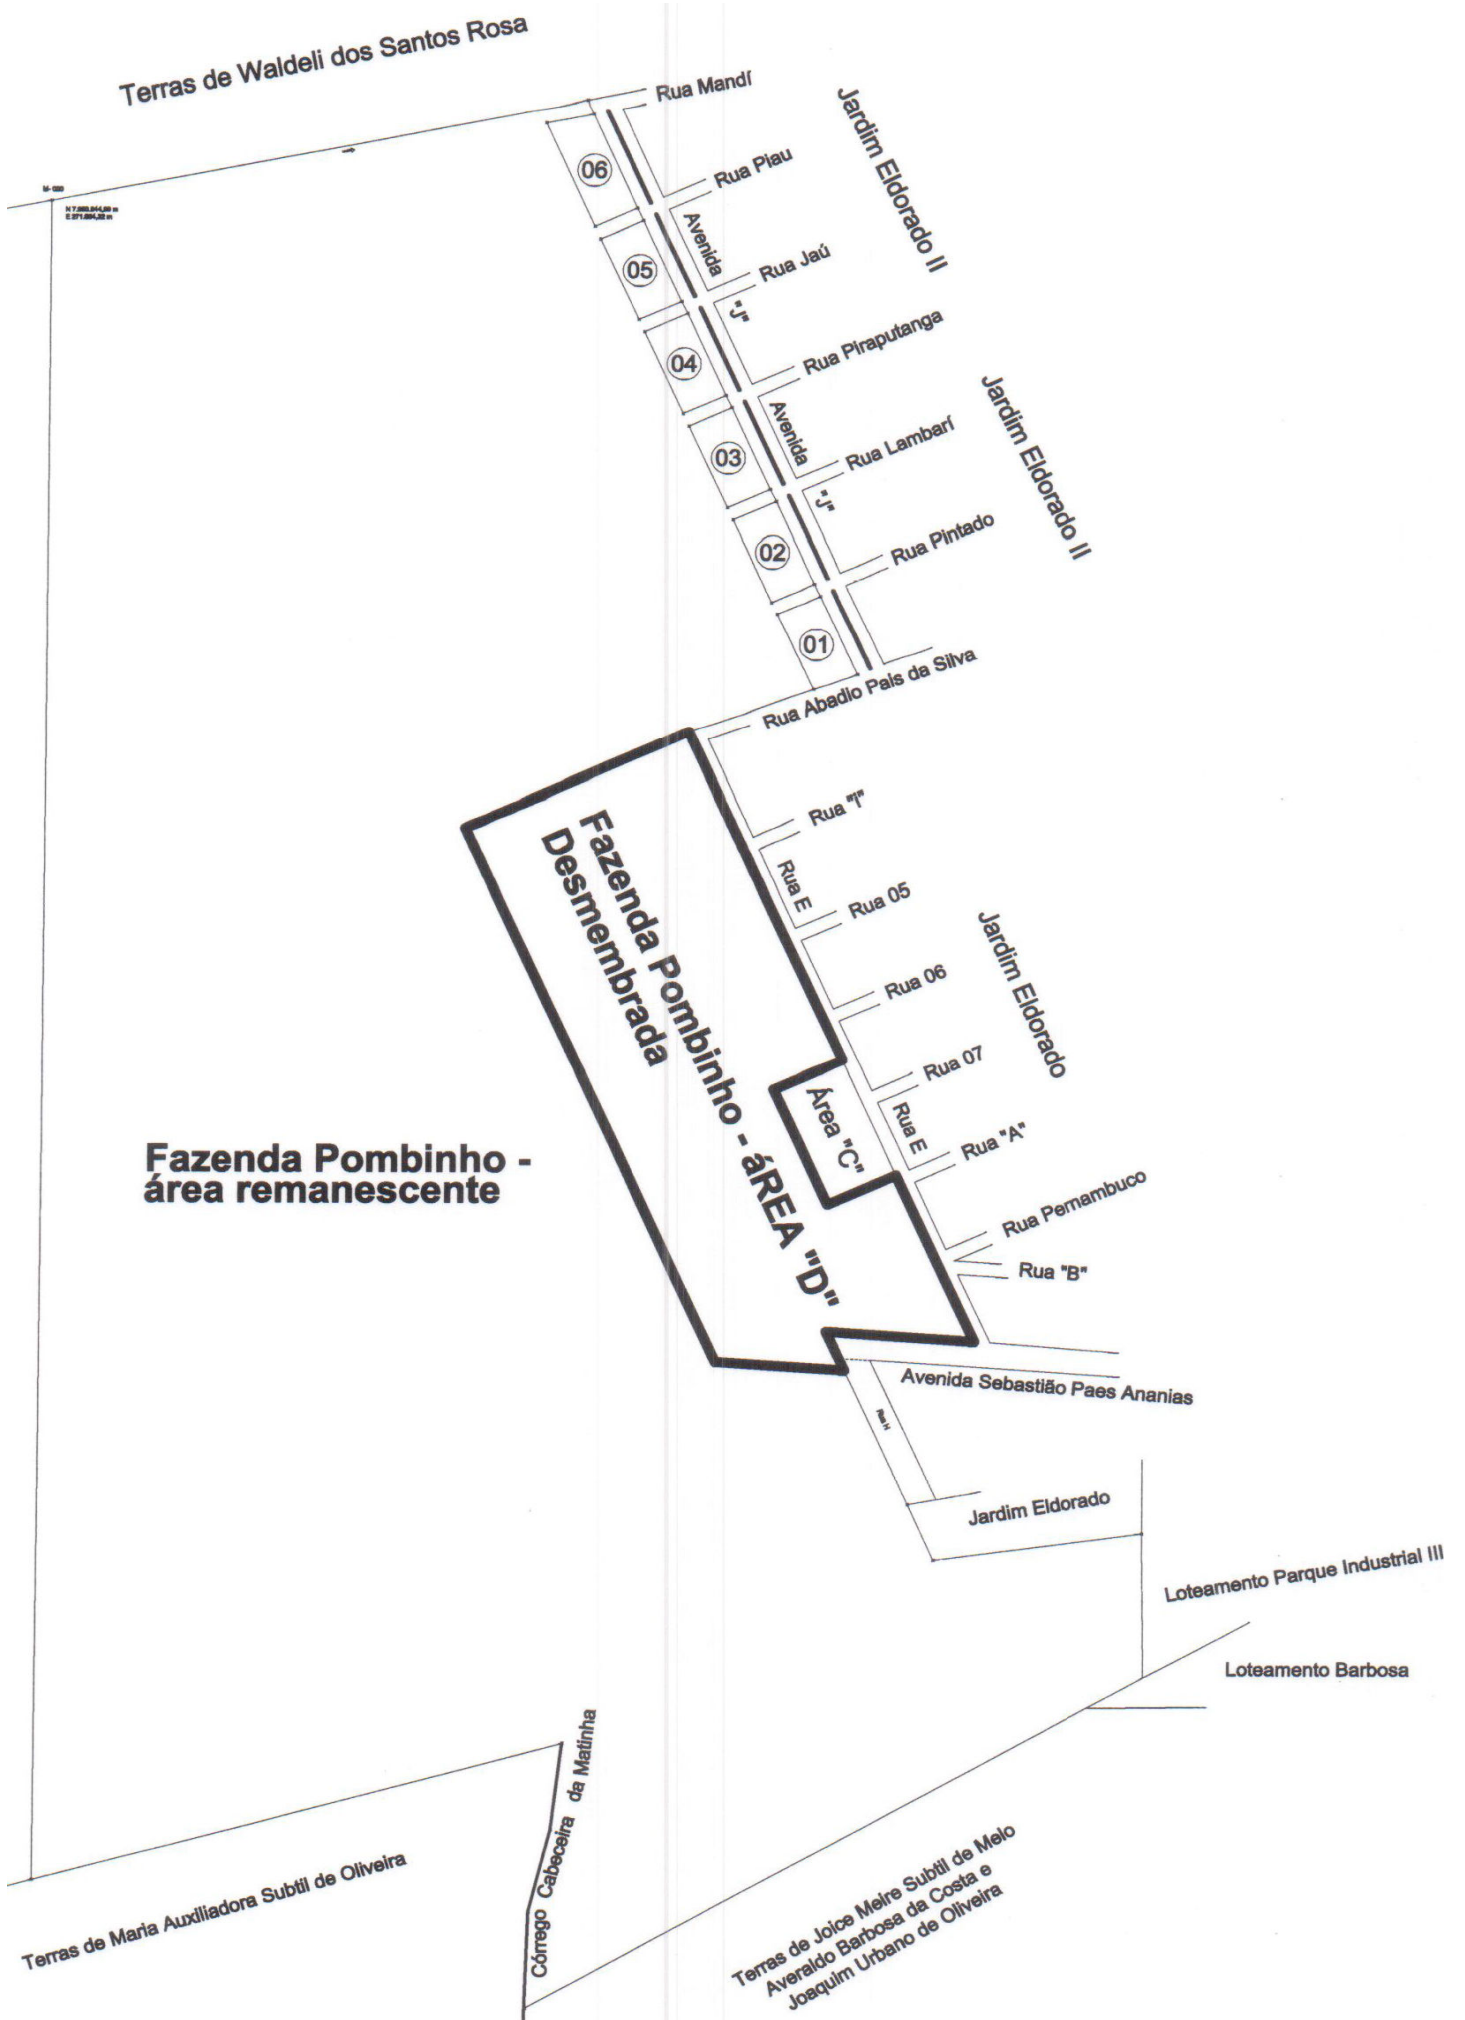 Terras de Waldeli dos Santos Rosa
Rua Mandí
Jardim Eldorado II
06
Rua Piau
Avenida
05
Rua Jaú
"J"
04
Rua Piraputanga
Avenida
Jardim Eldorado II
03
Rua Lambarí
"J"
02
Rua Pintado
01
Rua Abadio Pais da Silva
Rua "I"
Rua E
Rua 05
Jardim Eldorado
Rua 06
Rua 07
Rua E
Rua "A"
Rua Pernambuco
Rua "B"
Fazenda Pombinho - áREA "D"
Desmembrada
Área "C"
Fazenda Pombinho -
área remanescente
Avenida Sebastião Paes Ananias
Rua H
Jardim Eldorado
Loteamento Parque Industrial III
Loteamento Barbosa
Córrego Cabeceira da Matinha
Terras de Maria Auxiliadora Subtil de Oliveira
Terras de Joice Meire Subtil de Melo
Averaldo Barbosa da Costa e
Joaquim Urbano de Oliveira